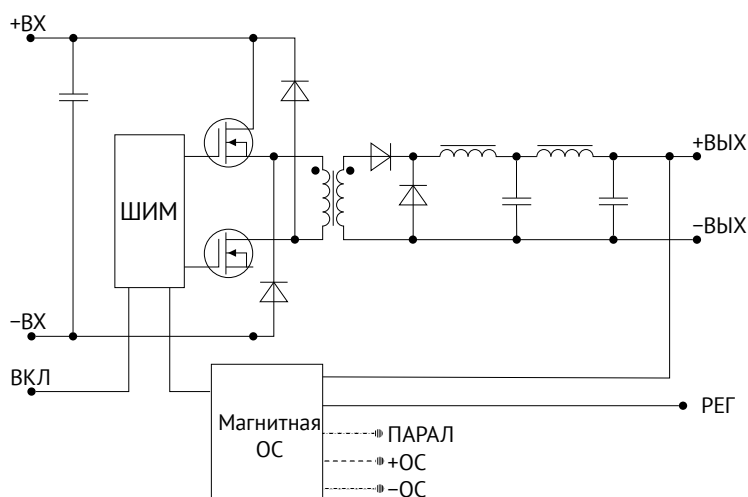 +ВХ
+ВЫХ
ШИМ
−ВЫХ
−ВХ
ВКЛ
Магнитная
ОС
РЕГ
ПАРАЛ
+ОС
−ОС